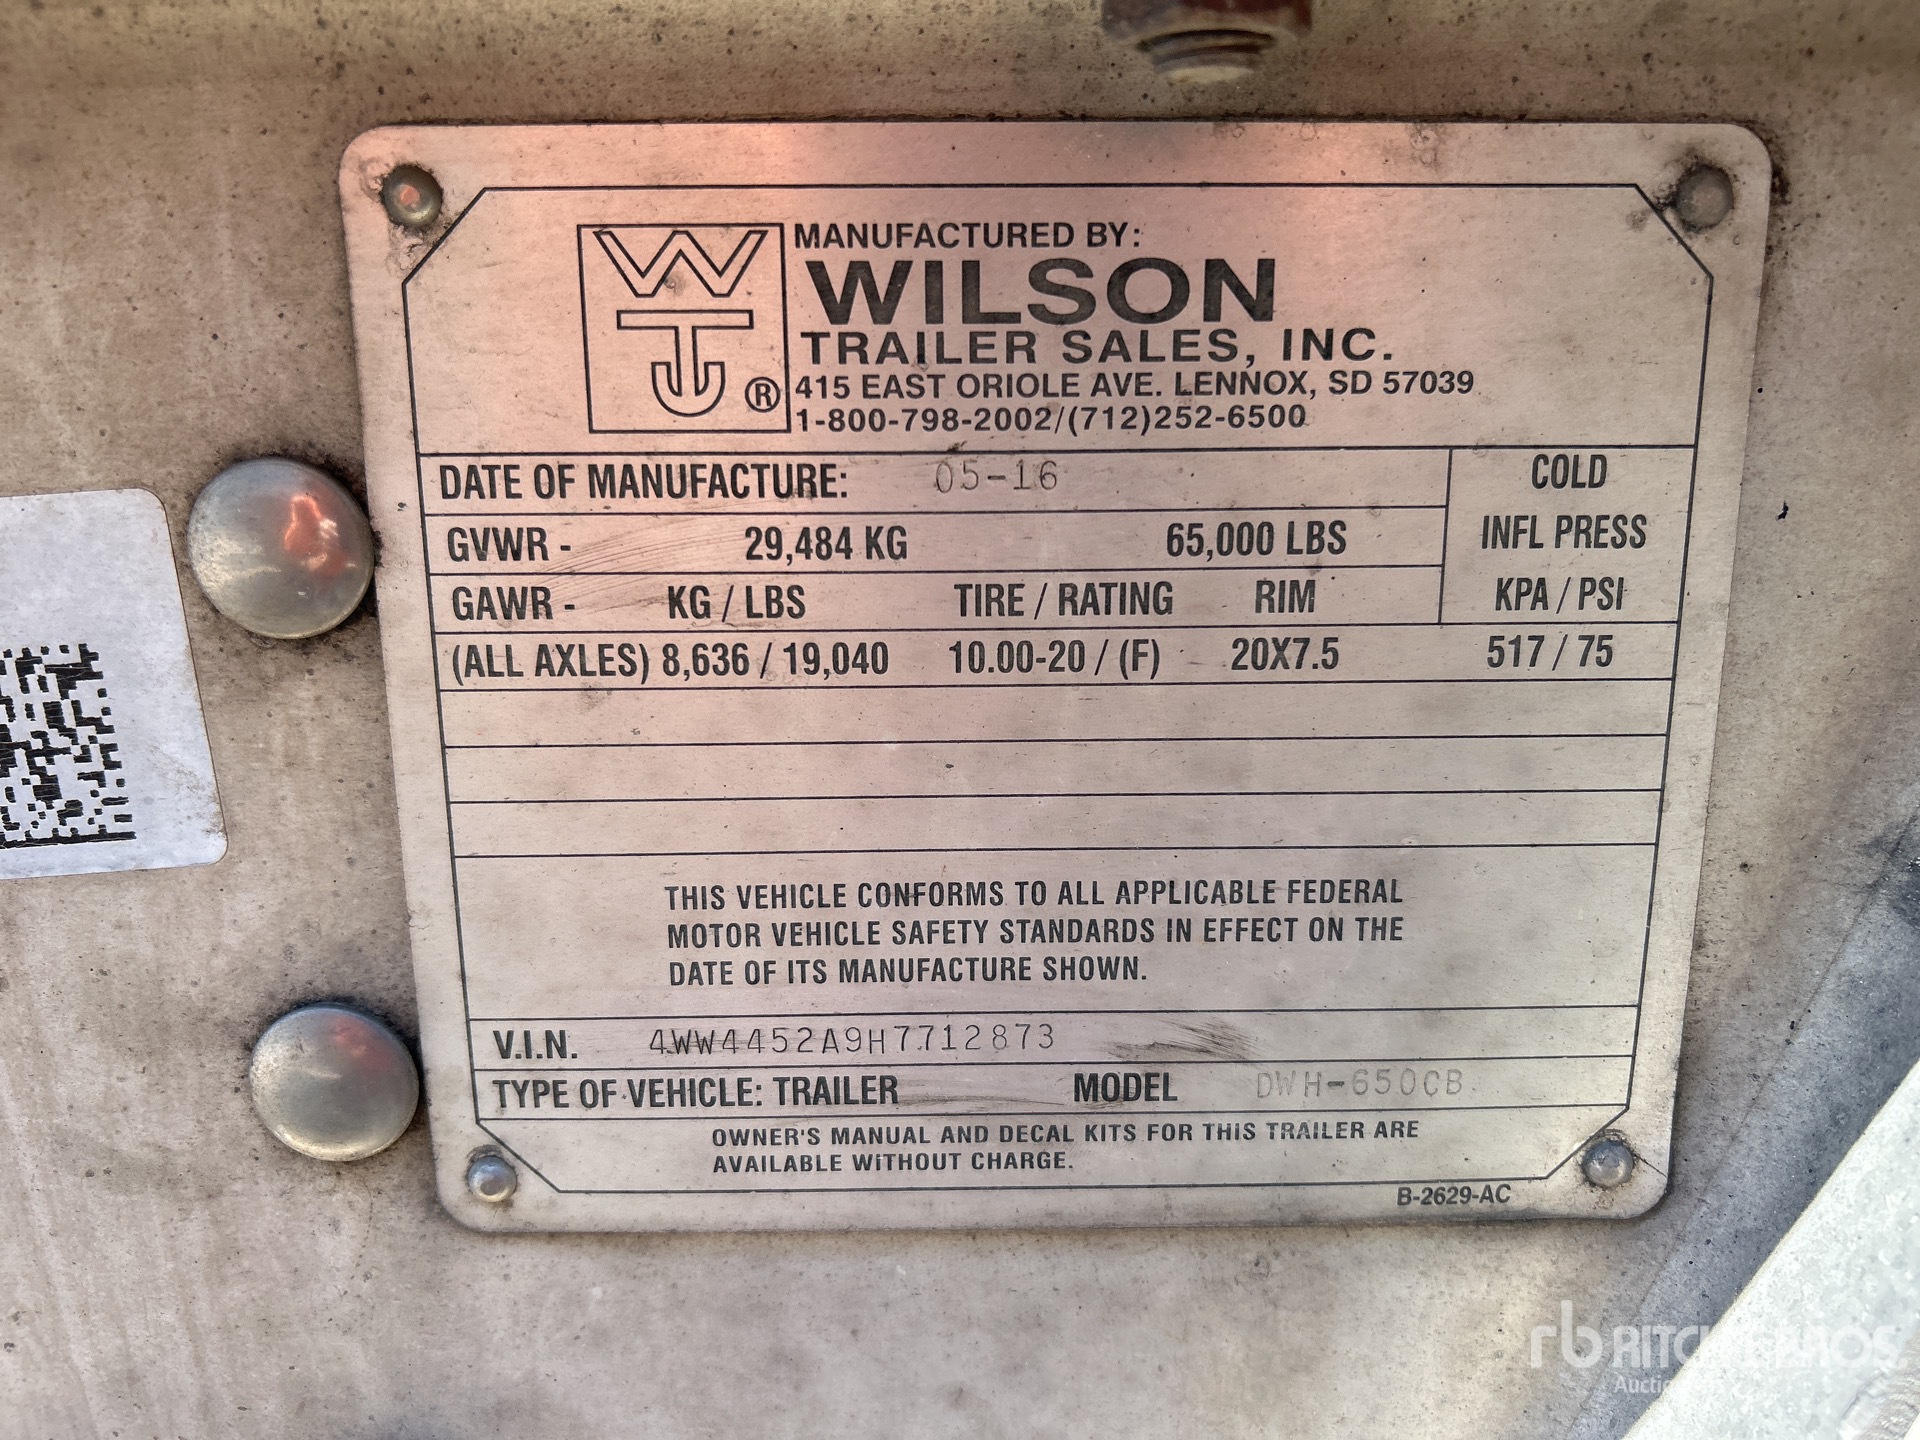 WTJ ®
MANUFACTURED BY:
WILSON
TRAILER SALES, INC.
415 EAST ORIOLE AVE. LENNOX, SD 57039
1-800-798-2002/(712)252-6500
DATE OF MANUFACTURE: 05-16
COLD
INFL PRESS
KPA / PSI
GVWR - 29,484 KG 65,000 LBS
GAWR - KG / LBS TIRE / RATING RIM
(ALL AXLES) 8,636 / 19,040 10.00-20 / (F) 20X7.5 517 / 75
THIS VEHICLE CONFORMS TO ALL APPLICABLE FEDERAL
MOTOR VEHICLE SAFETY STANDARDS IN EFFECT ON THE
DATE OF ITS MANUFACTURE SHOWN.
V.I.N. 4WW4452A9H7712873
TYPE OF VEHICLE: TRAILER MODEL DWH-650CB
OWNER'S MANUAL AND DECAL KITS FOR THIS TRAILER ARE
AVAILABLE WITHOUT CHARGE.
B-2629-AC
rb RITCHIE BROS